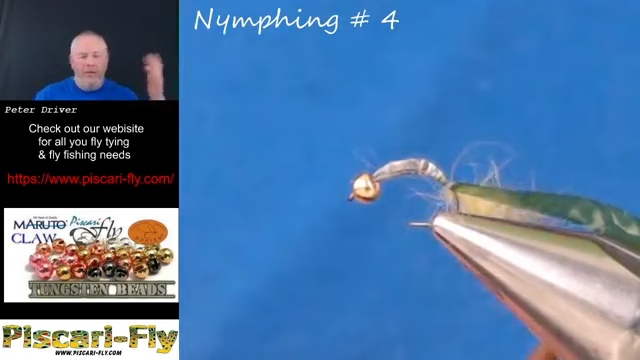 Nymphing # 4
Peter Driver
Check out our webisite
for all you fly tying
& fly fishing needs
https://www.piscari-fly.com/
MARUTO
CLAW
Piscari
Fly
TUNGSTEN BEADS
Piscari-Fly
WWW.PISCARI-FLY.COM